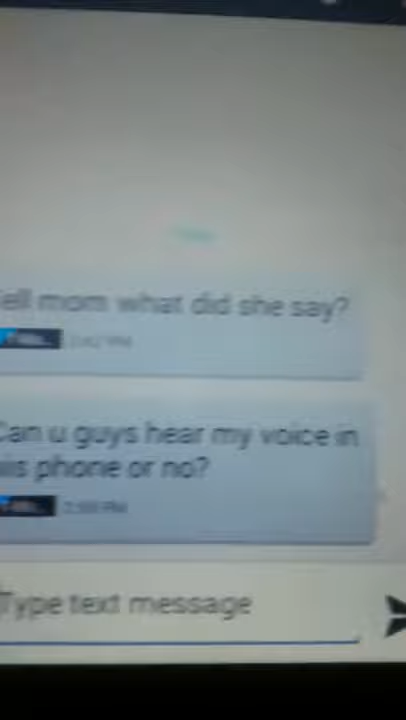 ell mom what did she say?
Can u guys hear my voice in
is phone or no?
Type text message